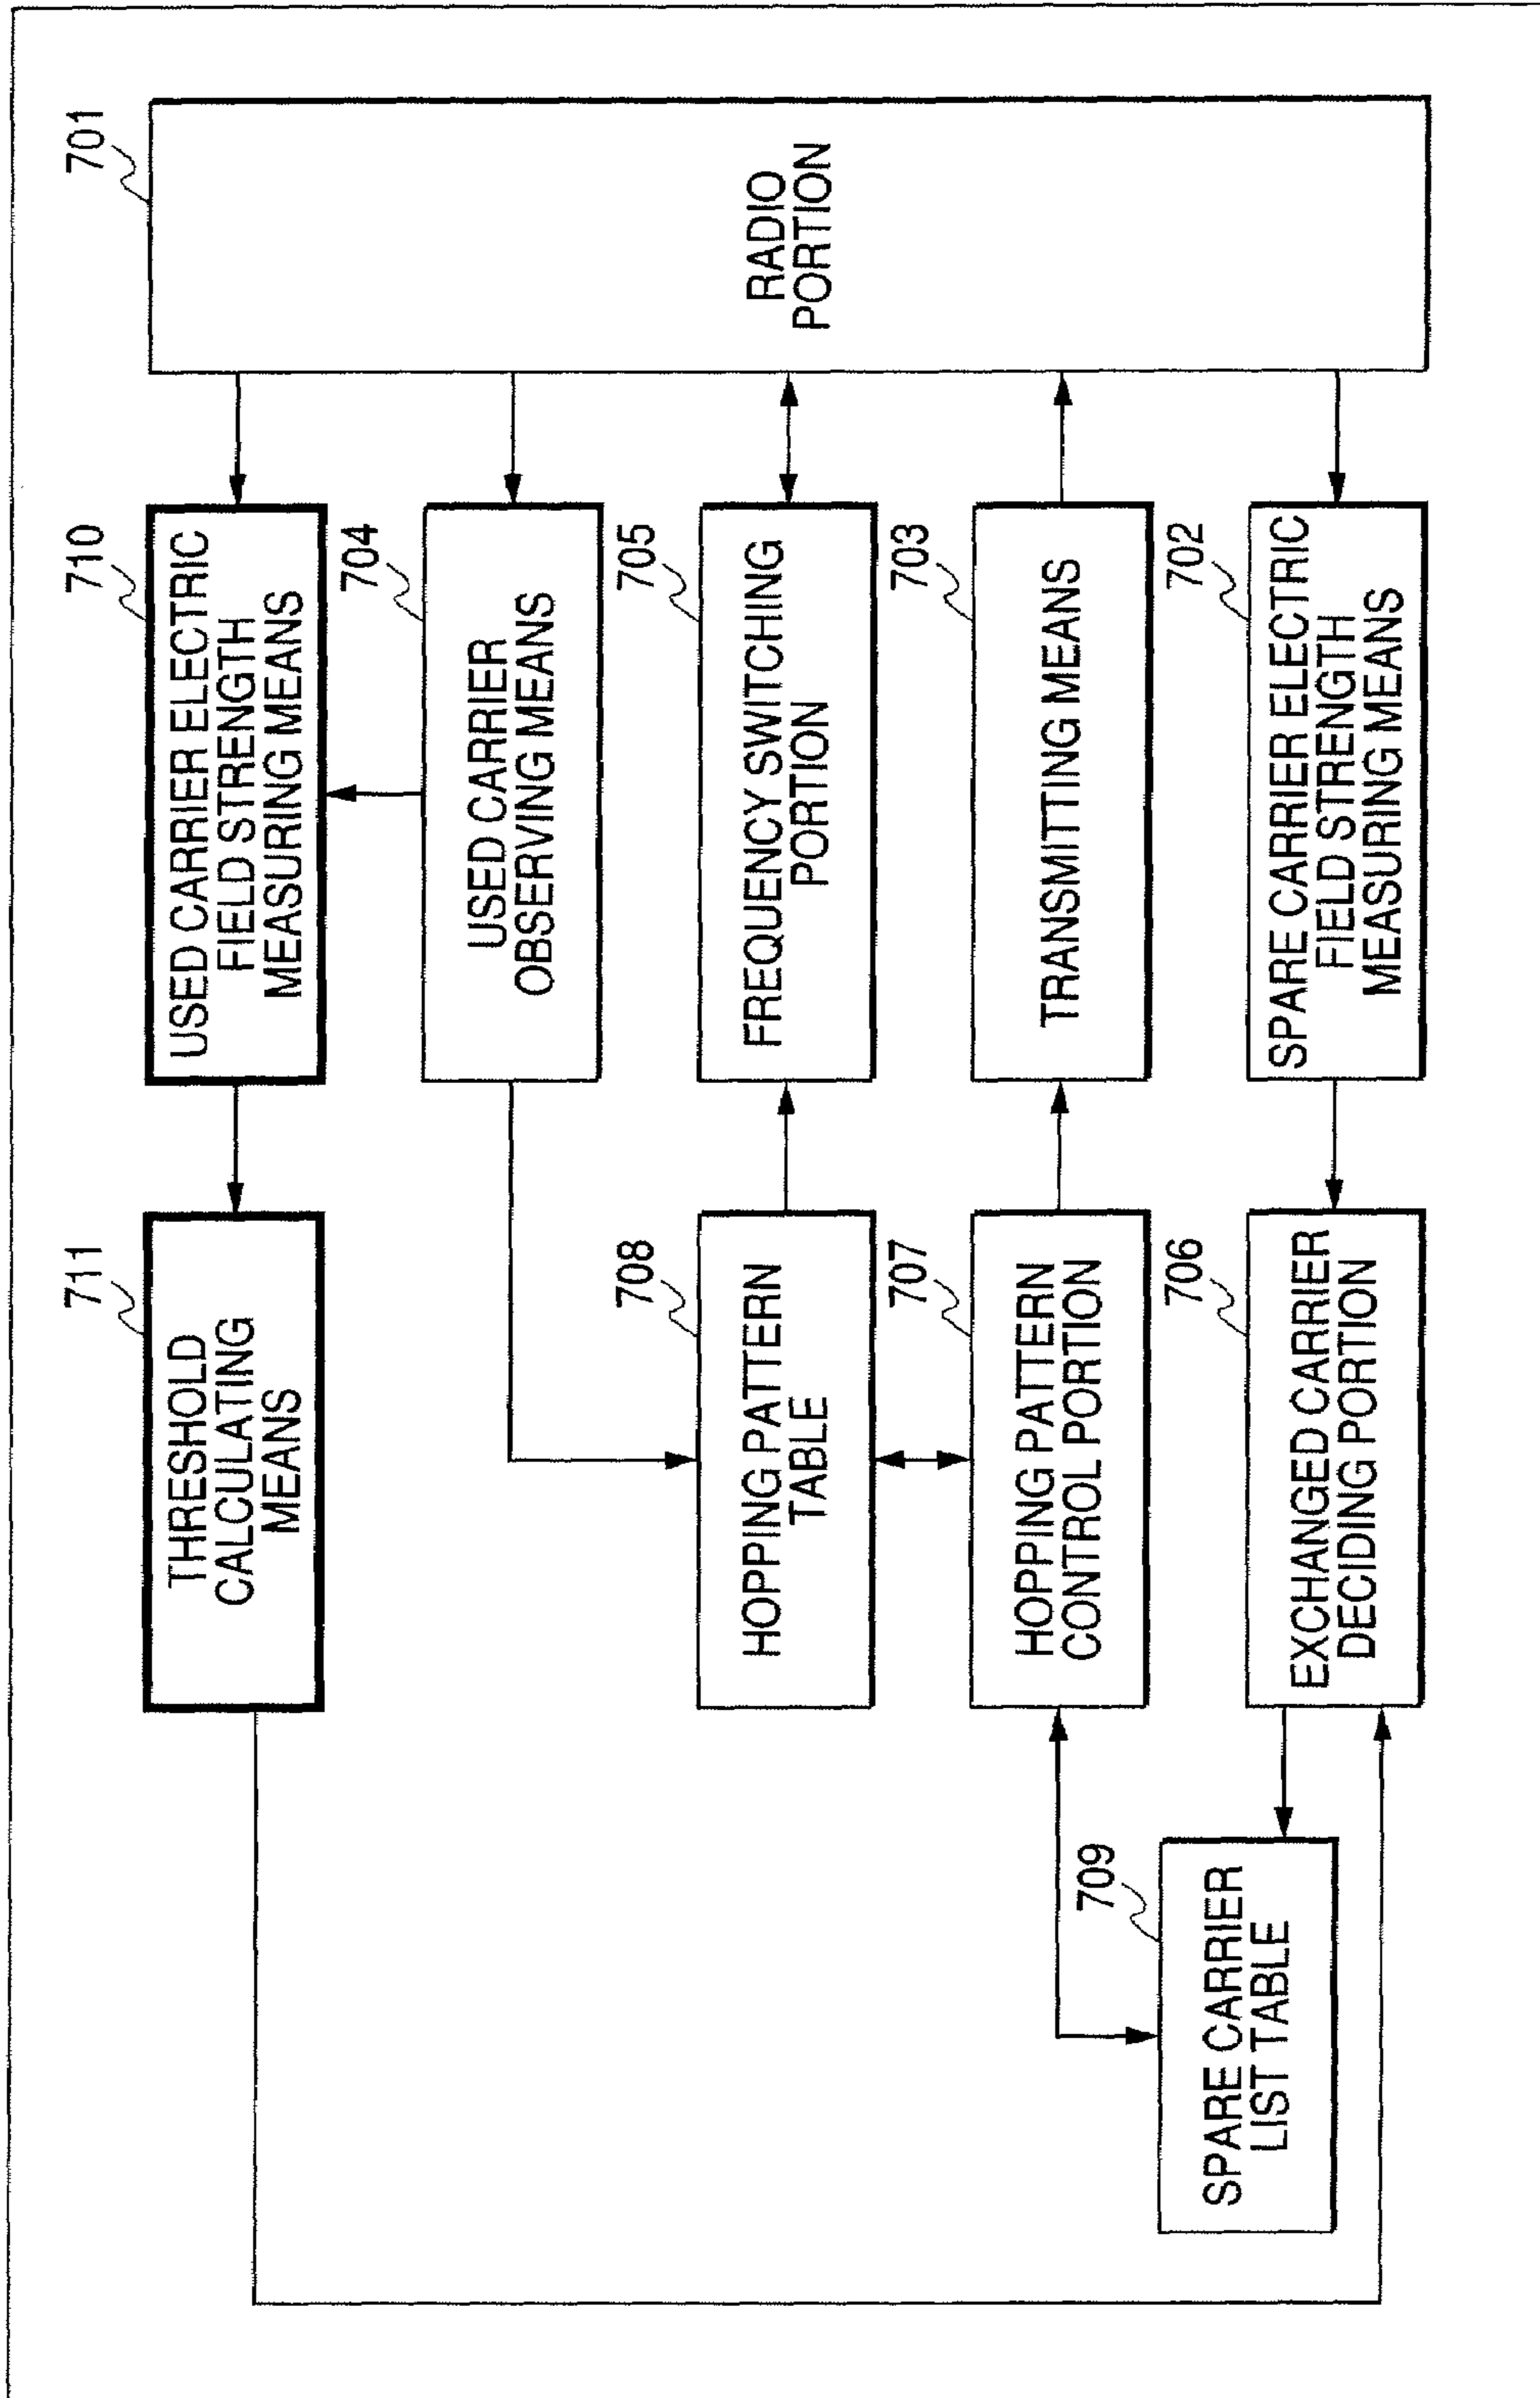 701
RADIO
PORTION
710
USED CARRIER ELECTRIC
FIELD STRENGTH
MEASURING MEANS
704
USED CARRIER
OBSERVING MEANS
705
FREQUENCY SWITCHING
PORTION
703
TRANSMITTING MEANS
702
SPARE CARRIER ELECTRIC
FIELD STRENGTH
MEASURING MEANS
711
THRESHOLD
CALCULATING
MEANS
708
HOPPING PATTERN
TABLE
707
HOPPING PATTERN
CONTROL PORTION
706
EXCHANGED CARRIER
DECIDING PORTION
709
SPARE CARRIER
LIST TABLE